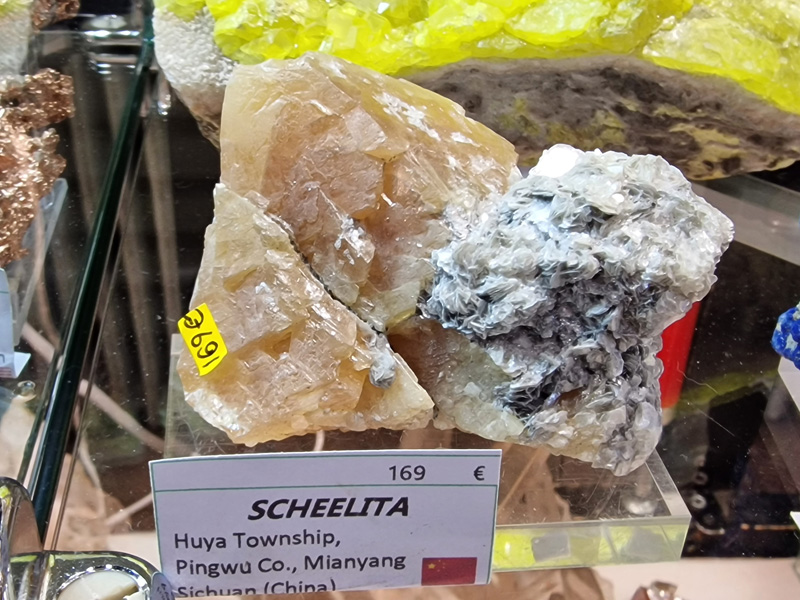 169€
169 €
SCHEELITA
Huya Township,
Pingwu Co., Mianyang
Sichuan (China)